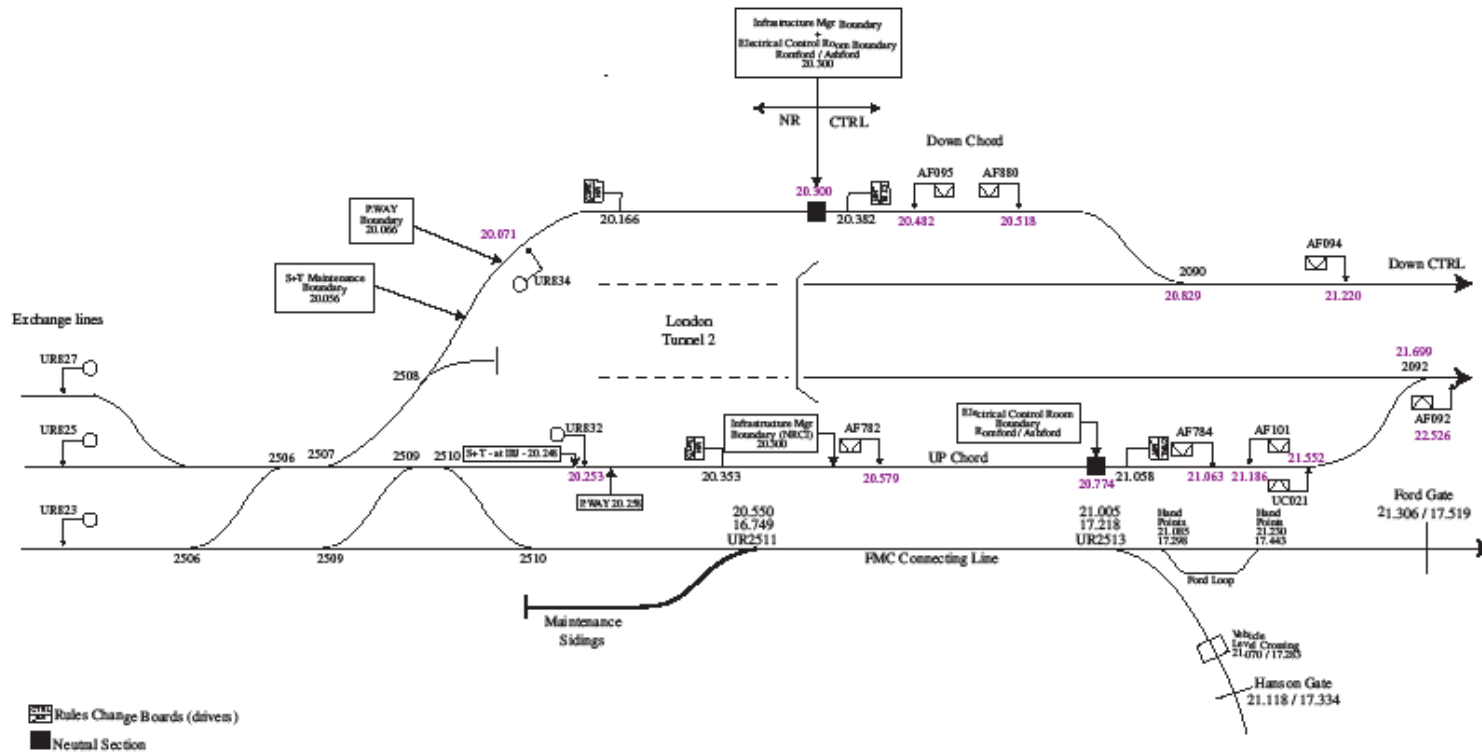 Infrastructure Mgr Boundary
+
Electrical Control Room Boundary
Romford / Ashford
20.300
NR
CTRL
Down Chord
AF095
AF880
20.300
20.166
20.382
20.482
20.518
P.WAY
Boundary
20.066
20.071
UR834
S+T Maintenance
Boundary
20.056
AF094
2090
Down CTRL
20.829
21.220
Exchange lines
London
Tunnel 2
UR827
2508
21.699
2092
AF092
22.526
UR825
UR832
Infrastructure Mgr
Boundary (NRC2)
20.300
AF782
Electrical Control Room
Boundary
Romford / Ashford
AF784
AF101
2506
2507
2509
2510
S+T - at IBJ - 20.248
UP Chord
21.552
20.253
20.353
20.579
20.774
21.058
21.063
21.186
P.WAY 20.258
UC021
UR823
20.550
16.749
UR2511
21.005
17.218
UR2513
Hand
Points
21.085
17.298
Hand
Points
21.230
17.443
Ford Gate
21.306 / 17.519
2506
2509
2510
FMC Connecting Line
Ford Loop
Maintenance
Sidings
Vehicle
Level Crossing
21.070 / 17.283
Hanson Gate
21.118 / 17.334
Rules Change Boards (drivers)
Neutral Section